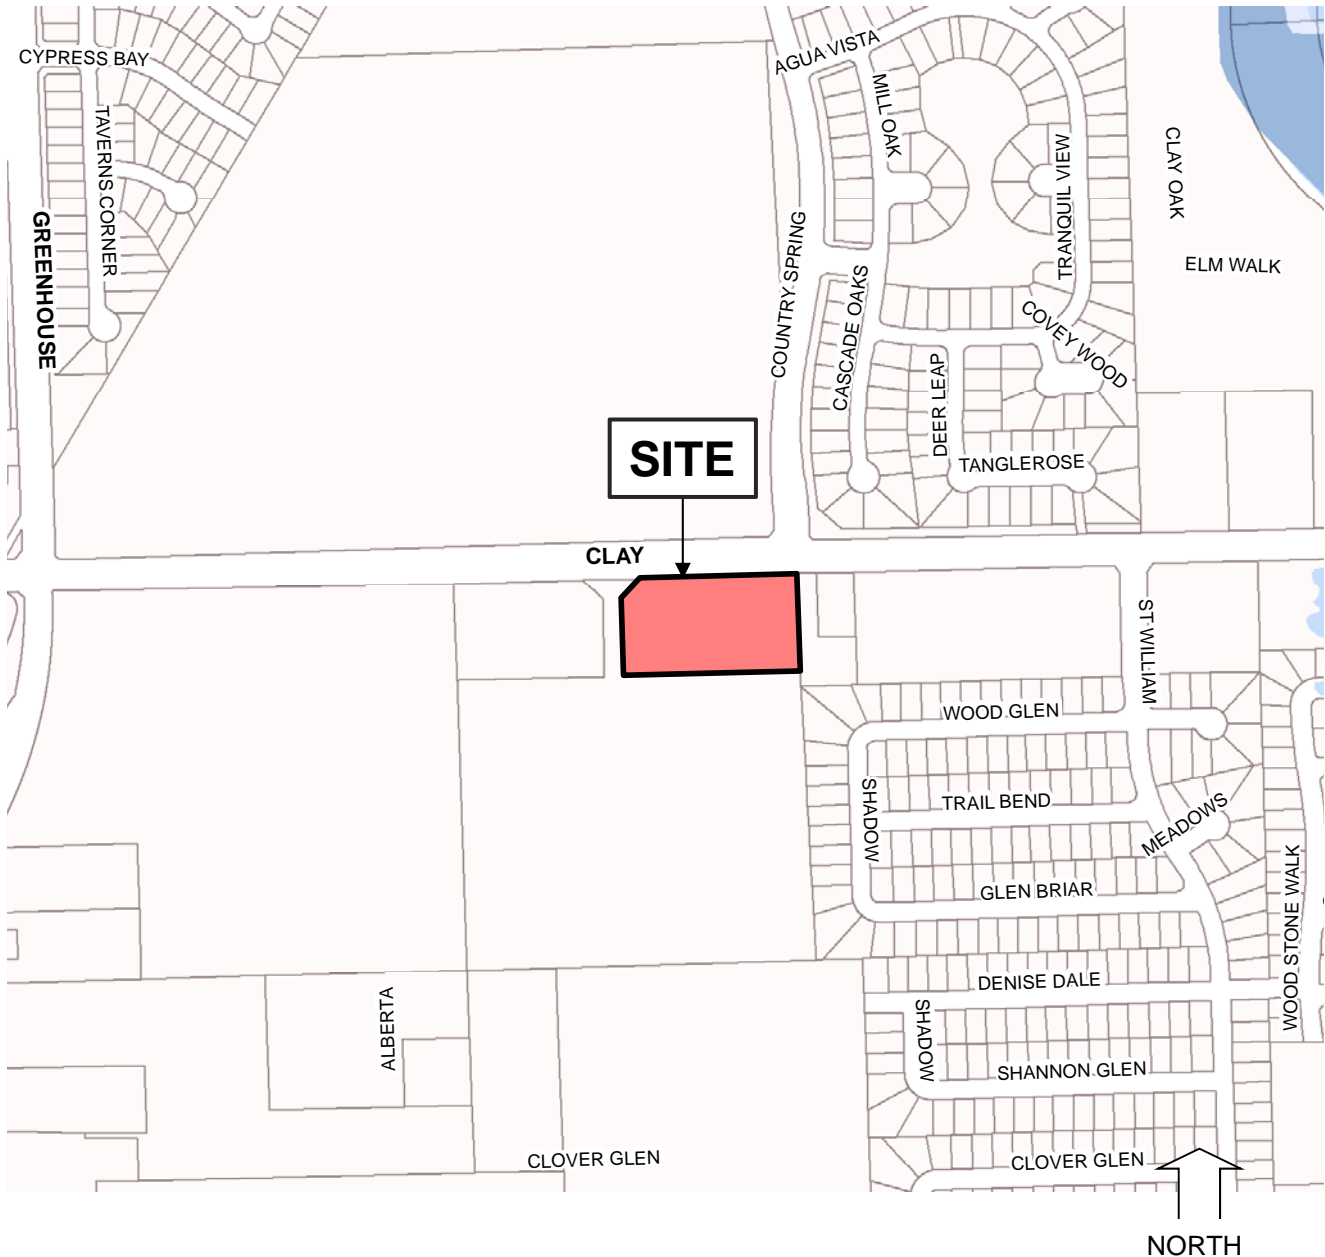 AGUA VISTA
CYPRESS BAY
MILL OAK
TAVERNS CORNER
CLAY OAK
TRANQUIL VIEW
GREENHOUSE
COUNTRY SPRING
ELM WALK
CASCADE OAKS
COVEY WOOD
DEER LEAP
SITE
TANGLEROSE
CLAY
ST WILLIAM
WOOD GLEN
SHADOW
TRAIL BEND
MEADOWS
GLEN BRIAR
WOOD STONE WALK
DENISE DALE
ALBERTA
SHADOW
SHANNON GLEN
CLOVER GLEN
CLOVER GLEN
NORTH